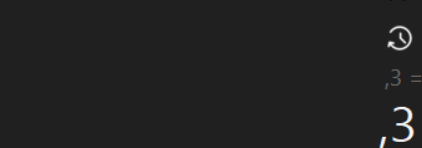 ,3 =
,3